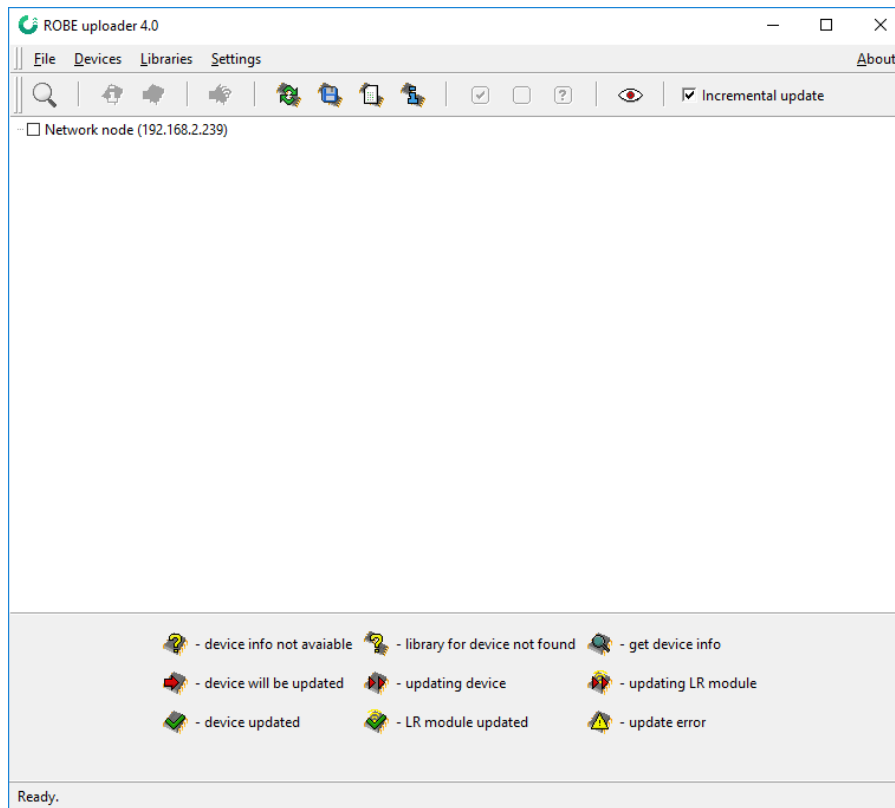 ROBE uploader 4.0
File Devices Libraries Settings About
Incremental update
Network node (192.168.2.239)
- device info not avaiable - library for device not found - get device info
- device will be updated - updating device - updating LR module
- device updated - LR module updated - update error
Ready.